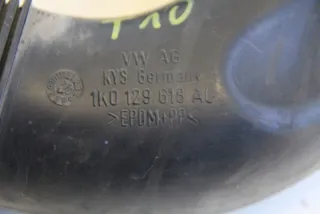 VW AG
KYS Germany
1K0 129 618 AL
>EPDM+PP<